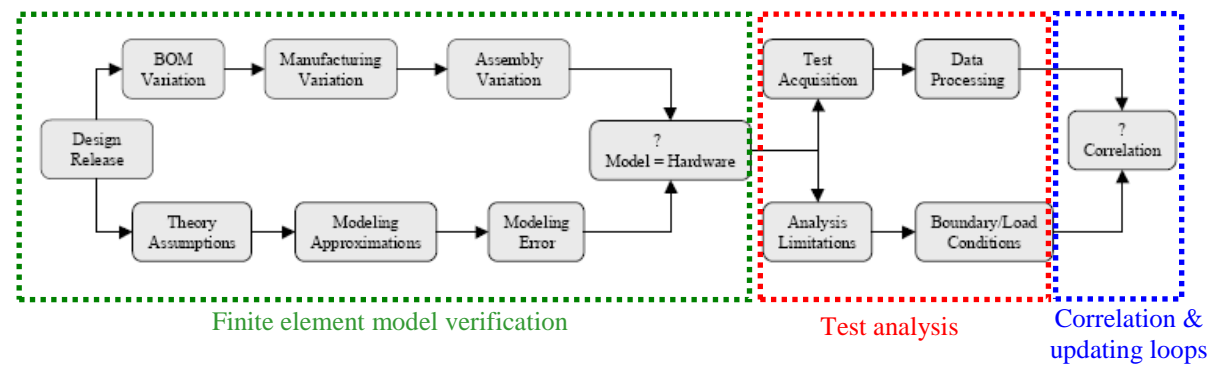 BOM
Variation
Manufacturing
Variation
Assembly
Variation
Design
Release
?
Model = Hardware
Theory
Assumptions
Modeling
Approximations
Modeling
Error
Test
Acquisition
Data
Processing
Analysis
Limitations
Boundary/Load
Conditions
?
Correlation
Finite element model verification
Test analysis
Correlation &
updating loops